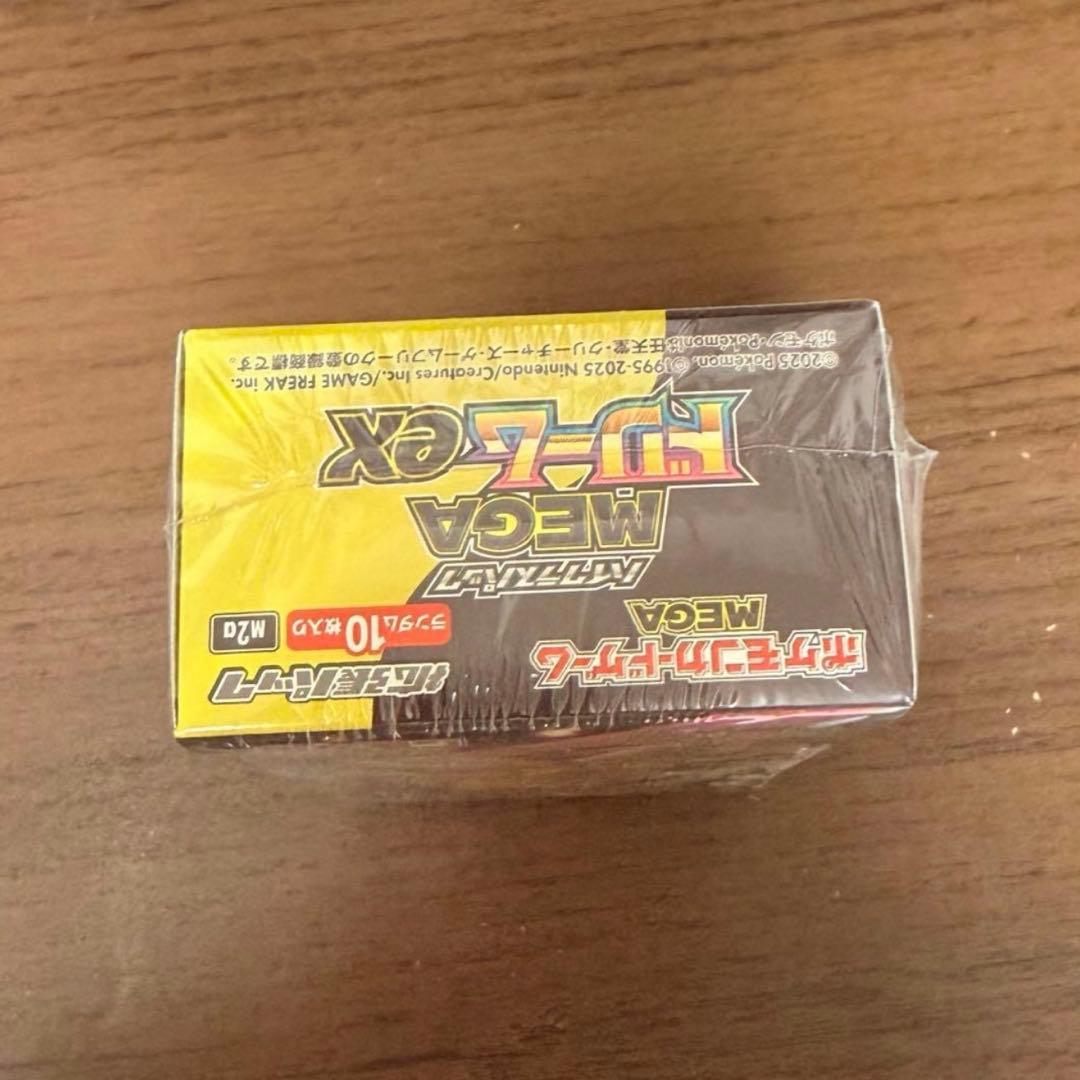 ポケモンカードゲーム
MEGA
拡張パック
ランダム10枚入り
M2a
ハイクラスパック
MEGA
ドリームex
©2025 Pokémon. ©1995-2025 Nintendo/Creatures Inc./GAME FREAK inc.
ポケモン・Pokémonは任天堂・クリーチャーズ・ゲームフリークの登録商標です。